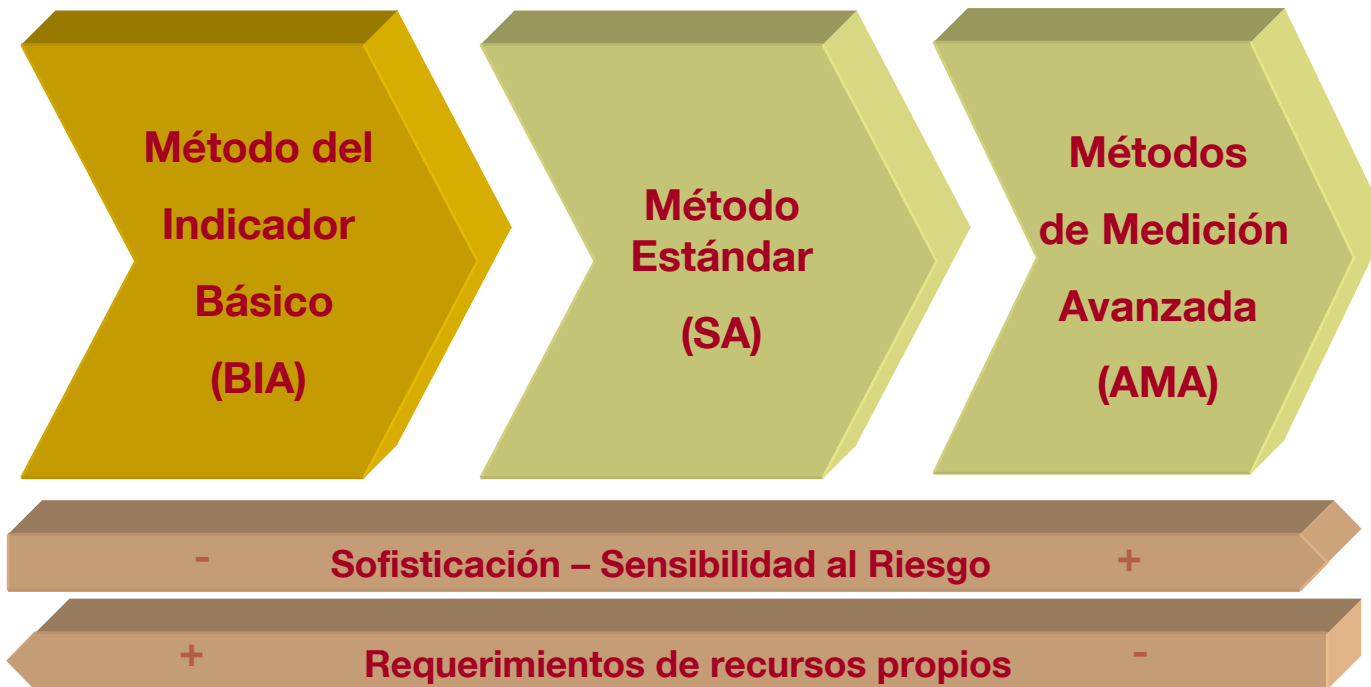 Método del
Indicador
Básico
(BIA)
Método
Estándar
(SA)
Métodos
de Medición
Avanzada
(AMA)
- Sofisticación – Sensibilidad al Riesgo +
+ Requerimientos de recursos propios -